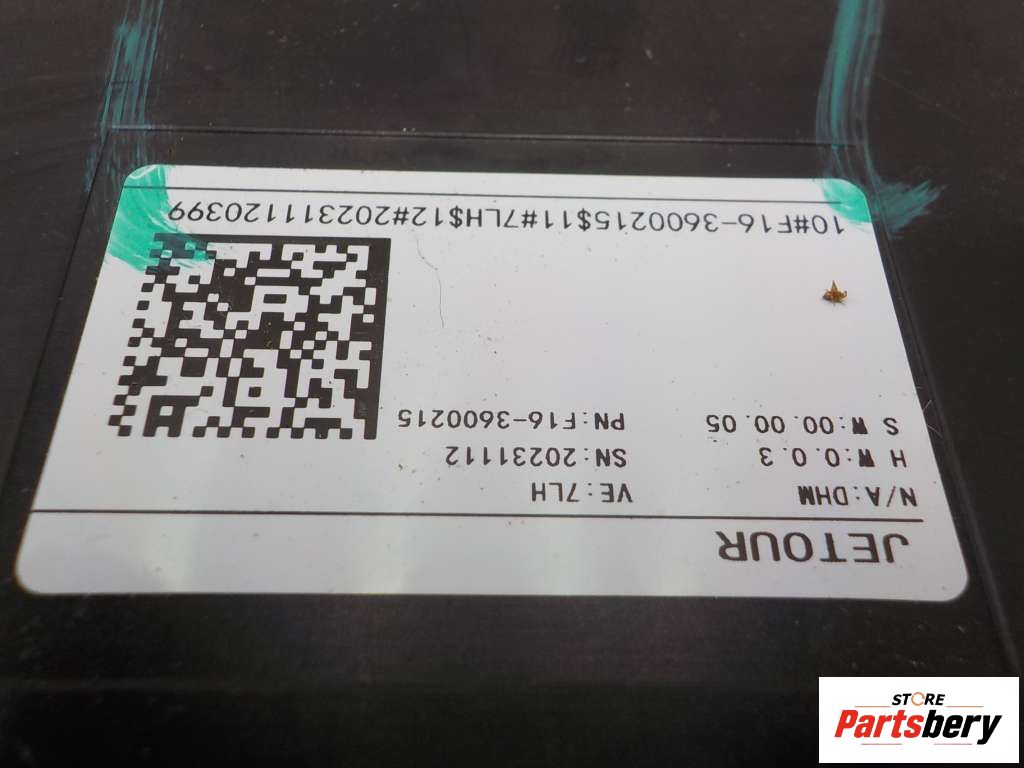 JETOUR
N/A:DHM VE:7LH
H W:0.0.3 SN:20231112
S W:00.00.05 PN:F16-3600215
10#F16-3600215$11#7LH$12#202311120399
STORE
Partsbery